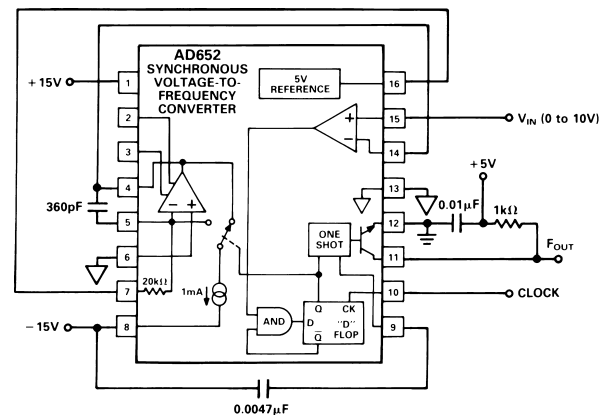 AD652
SYNCHRONOUS
VOLTAGE-TO-
FREQUENCY
CONVERTER
5V
REFERENCE
+15V
1
2
3
4
360pF
5
6
7
20kΩ
-15V
8
1mA
16
15
VIN (0 to 10V)
14
13
+5V
0.01µF
1kΩ
12
11
FOUT
10
CLOCK
9
ONE
SHOT
AND
Q CK
D "D"
Q̅ FLOP
+
−
− +
0.0047µF